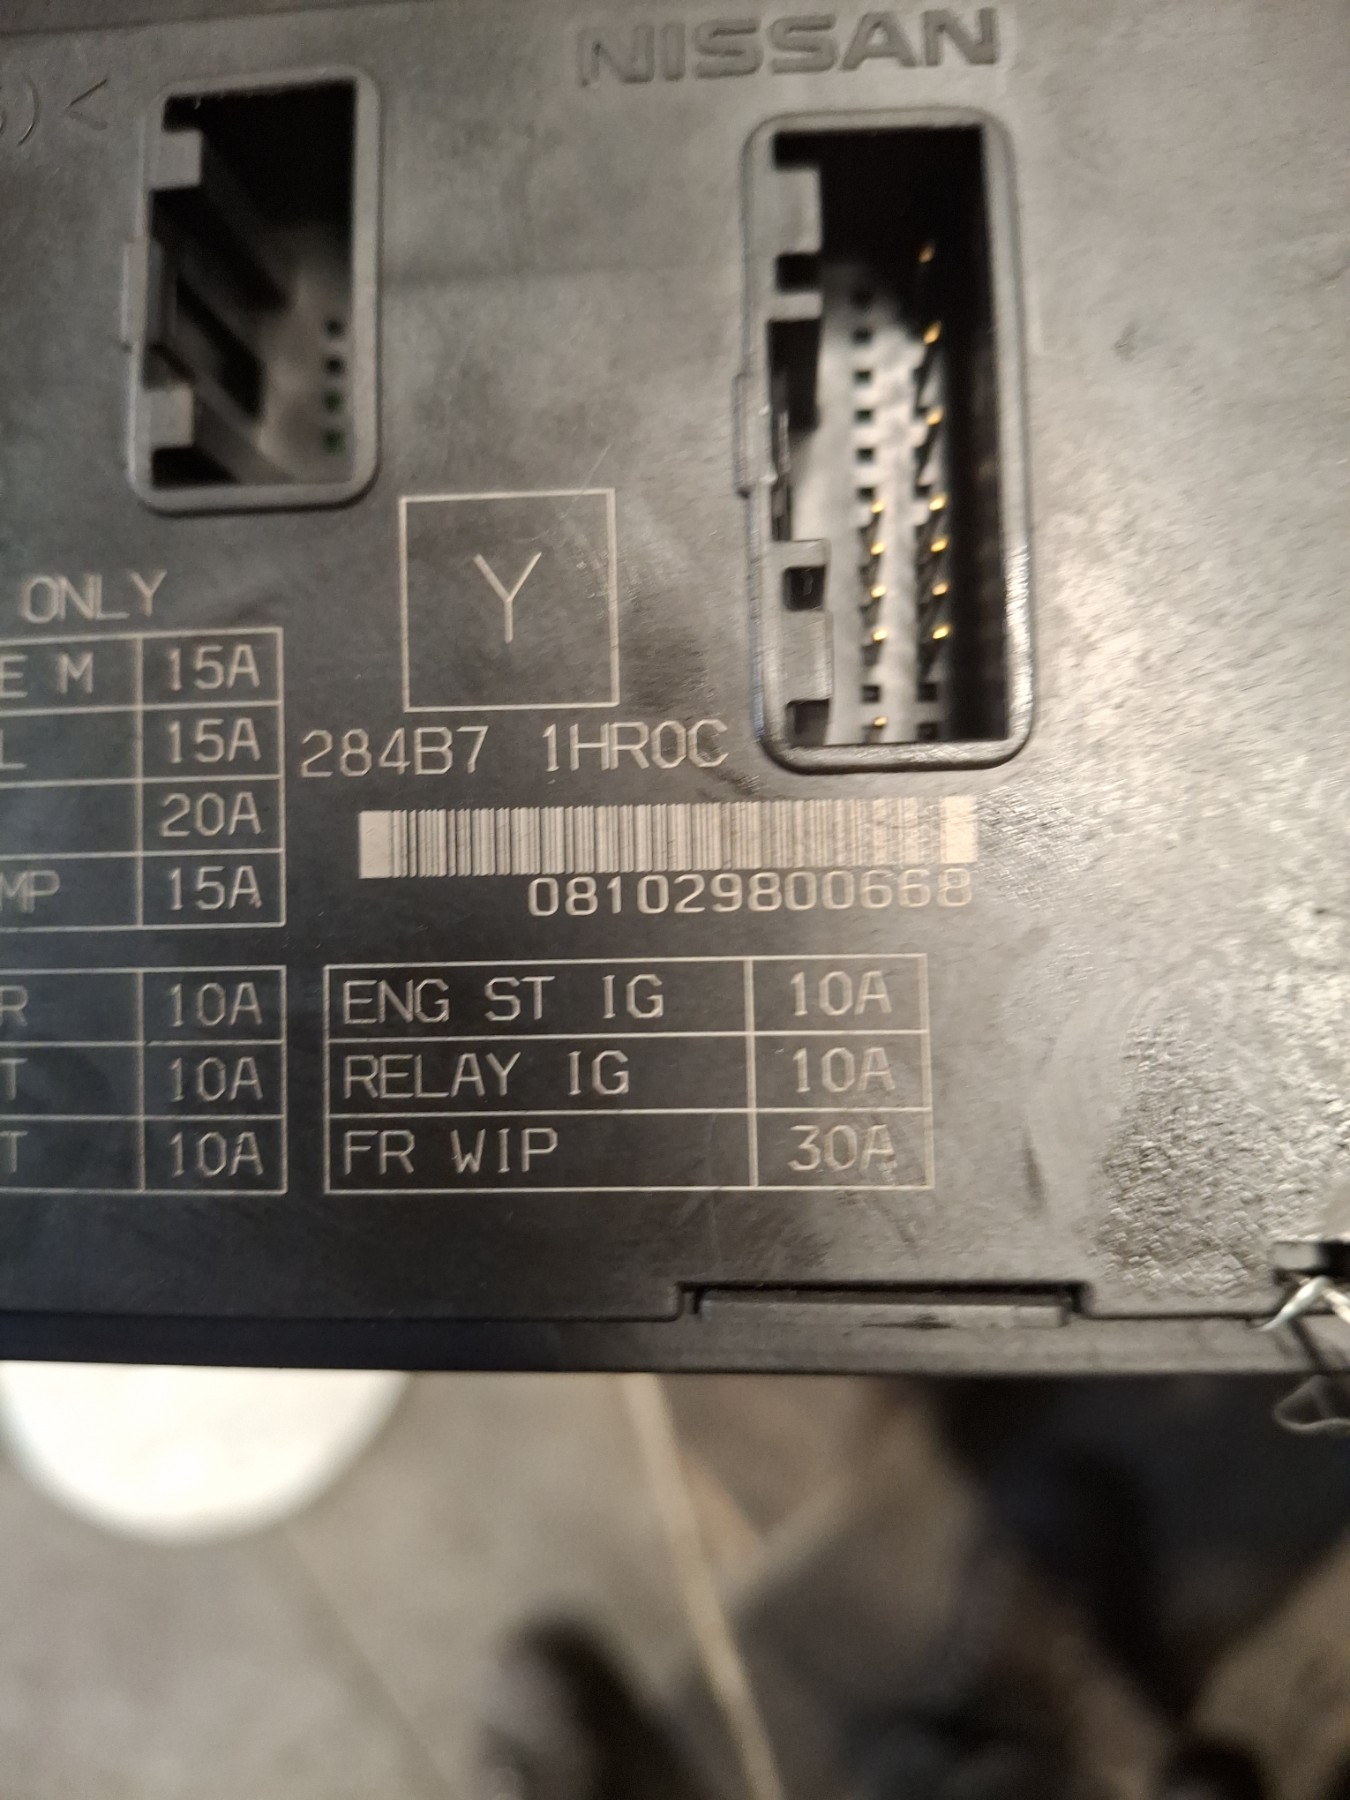 NISSAN
) <
ONLY
Y
E M 15A
L 15A
20A
MP 15A
284B7 1HR0C
081029800668
R 10A
T 10A
T 10A
ENG ST IG 10A
RELAY IG 10A
FR WIP 30A